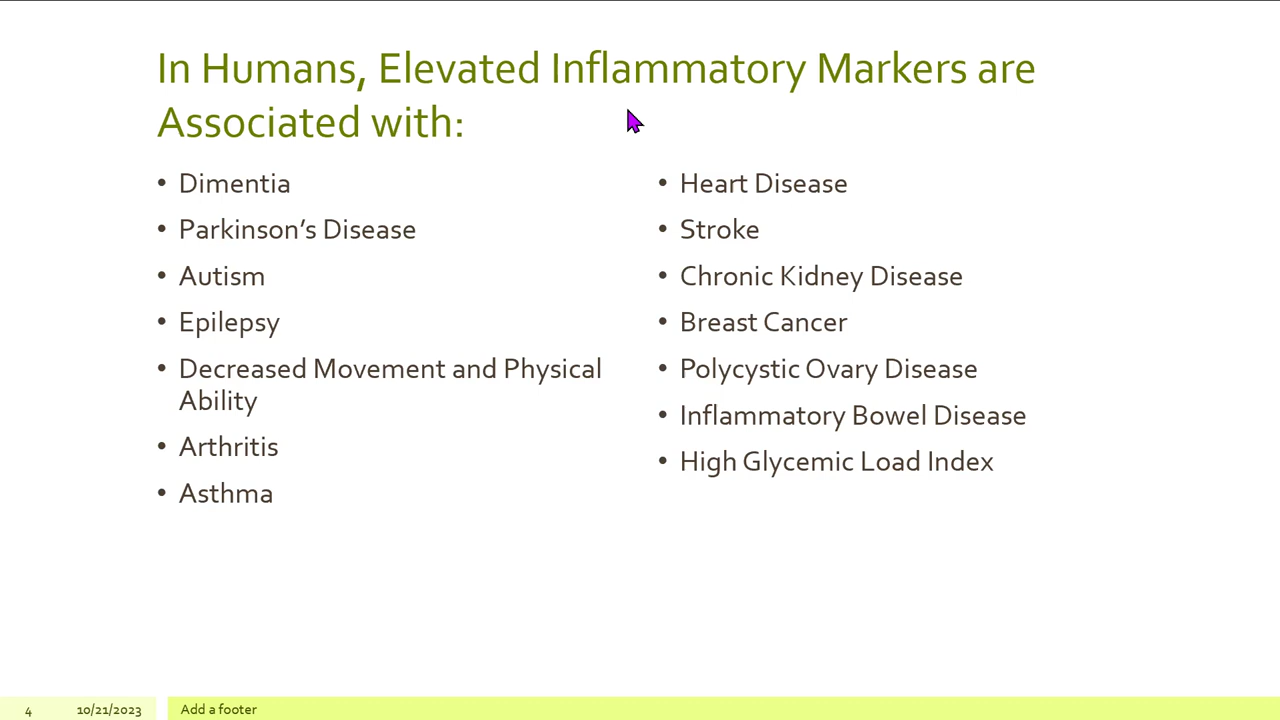 In Humans, Elevated Inflammatory Markers are
Associated with:
• Dimentia
• Parkinson’s Disease
• Autism
• Epilepsy
• Decreased Movement and Physical
Ability
• Arthritis
• Asthma
• Heart Disease
• Stroke
• Chronic Kidney Disease
• Breast Cancer
• Polycystic Ovary Disease
• Inflammatory Bowel Disease
• High Glycemic Load Index
4 10/21/2023 Add a footer